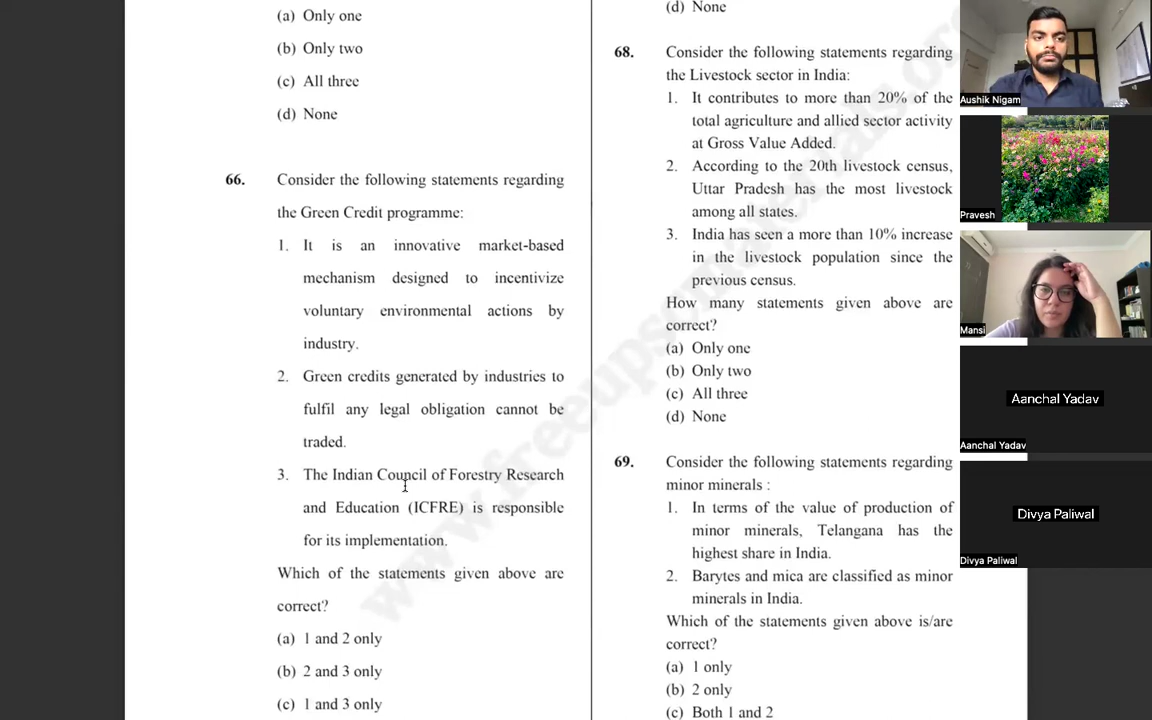 (a) Only one
(b) Only two
(c) All three
(d) None
66. Consider the following statements regarding
the Green Credit programme:
1. It is an innovative market-based
mechanism designed to incentivize
voluntary environmental actions by
industry.
2. Green credits generated by industries to
fulfil any legal obligation cannot be
traded.
3. The Indian Council of Forestry Research
and Education (ICFRE) is responsible
for its implementation.
Which of the statements given above are
correct?
(a) 1 and 2 only
(b) 2 and 3 only
(c) 1 and 3 only
(d) None
68. Consider the following statements regarding
the Livestock sector in India:
1. It contributes to more than 20% of the
total agriculture and allied sector activity
at Gross Value Added.
2. According to the 20th livestock census,
Uttar Pradesh has the most livestock
among all states.
3. India has seen a more than 10% increase
in the livestock population since the
previous census.
How many statements given above are
correct?
(a) Only one
(b) Only two
(c) All three
(d) None
69. Consider the following statements regarding
minor minerals :
1. In terms of the value of production of
minor minerals, Telangana has the
highest share in India.
2. Barytes and mica are classified as minor
minerals in India.
Which of the statements given above is/are
correct?
(a) 1 only
(b) 2 only
(c) Both 1 and 2
Aushik Nigam
Pravesh
Mansi
Aanchal Yadav
Aanchal Yadav
Divya Paliwal
Divya Paliwal